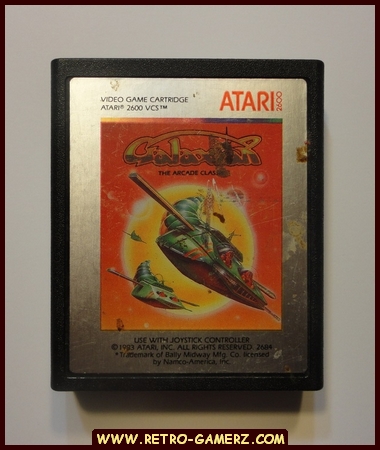 VIDEO GAME CARTRIDGE
ATARI® 2600 VCS™
ATARI 2600
Galaxian
THE ARCADE CLASSIC
USE WITH JOYSTICK CONTROLLER
©1983 ATARI, INC. ALL RIGHTS RESERVED. 2684
*Trademark of Bally Midway Mfg. Co. licensed
by Namco-America, Inc.
WWW.RETRO-GAMERZ.COM